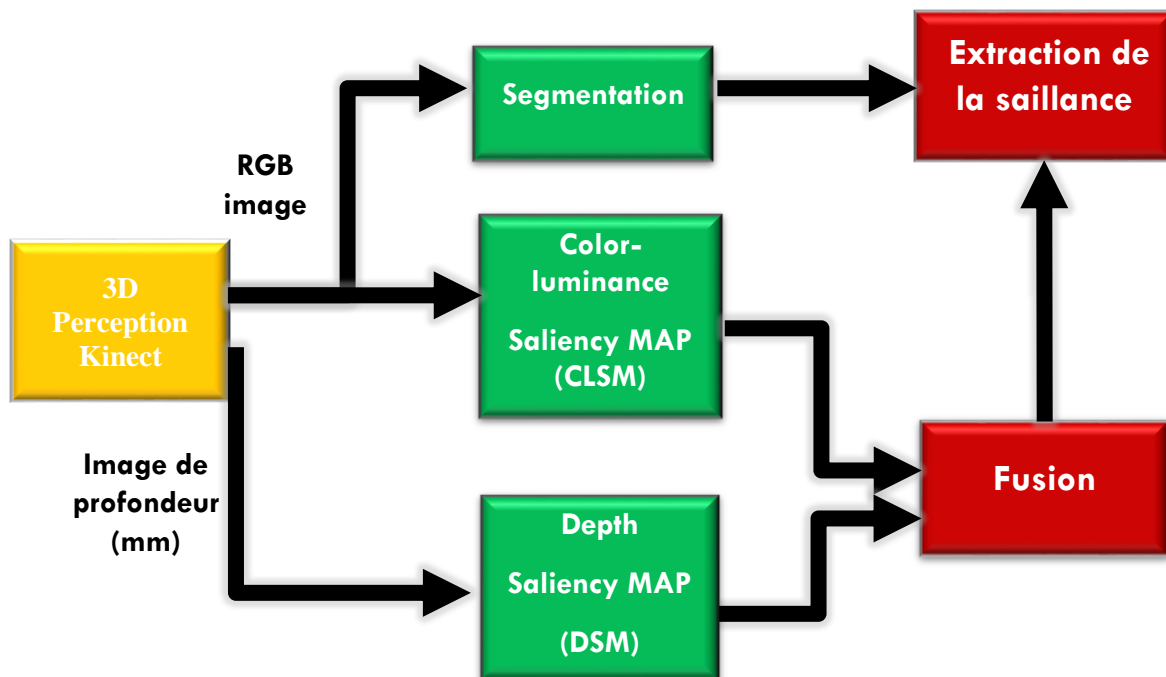 Segmentation
Extraction de
la saillance
RGB
image
3D
Perception
Kinect
Color-
luminance
Saliency MAP
(CLSM)
Image de
profondeur
(mm)
Depth
Saliency MAP
(DSM)
Fusion